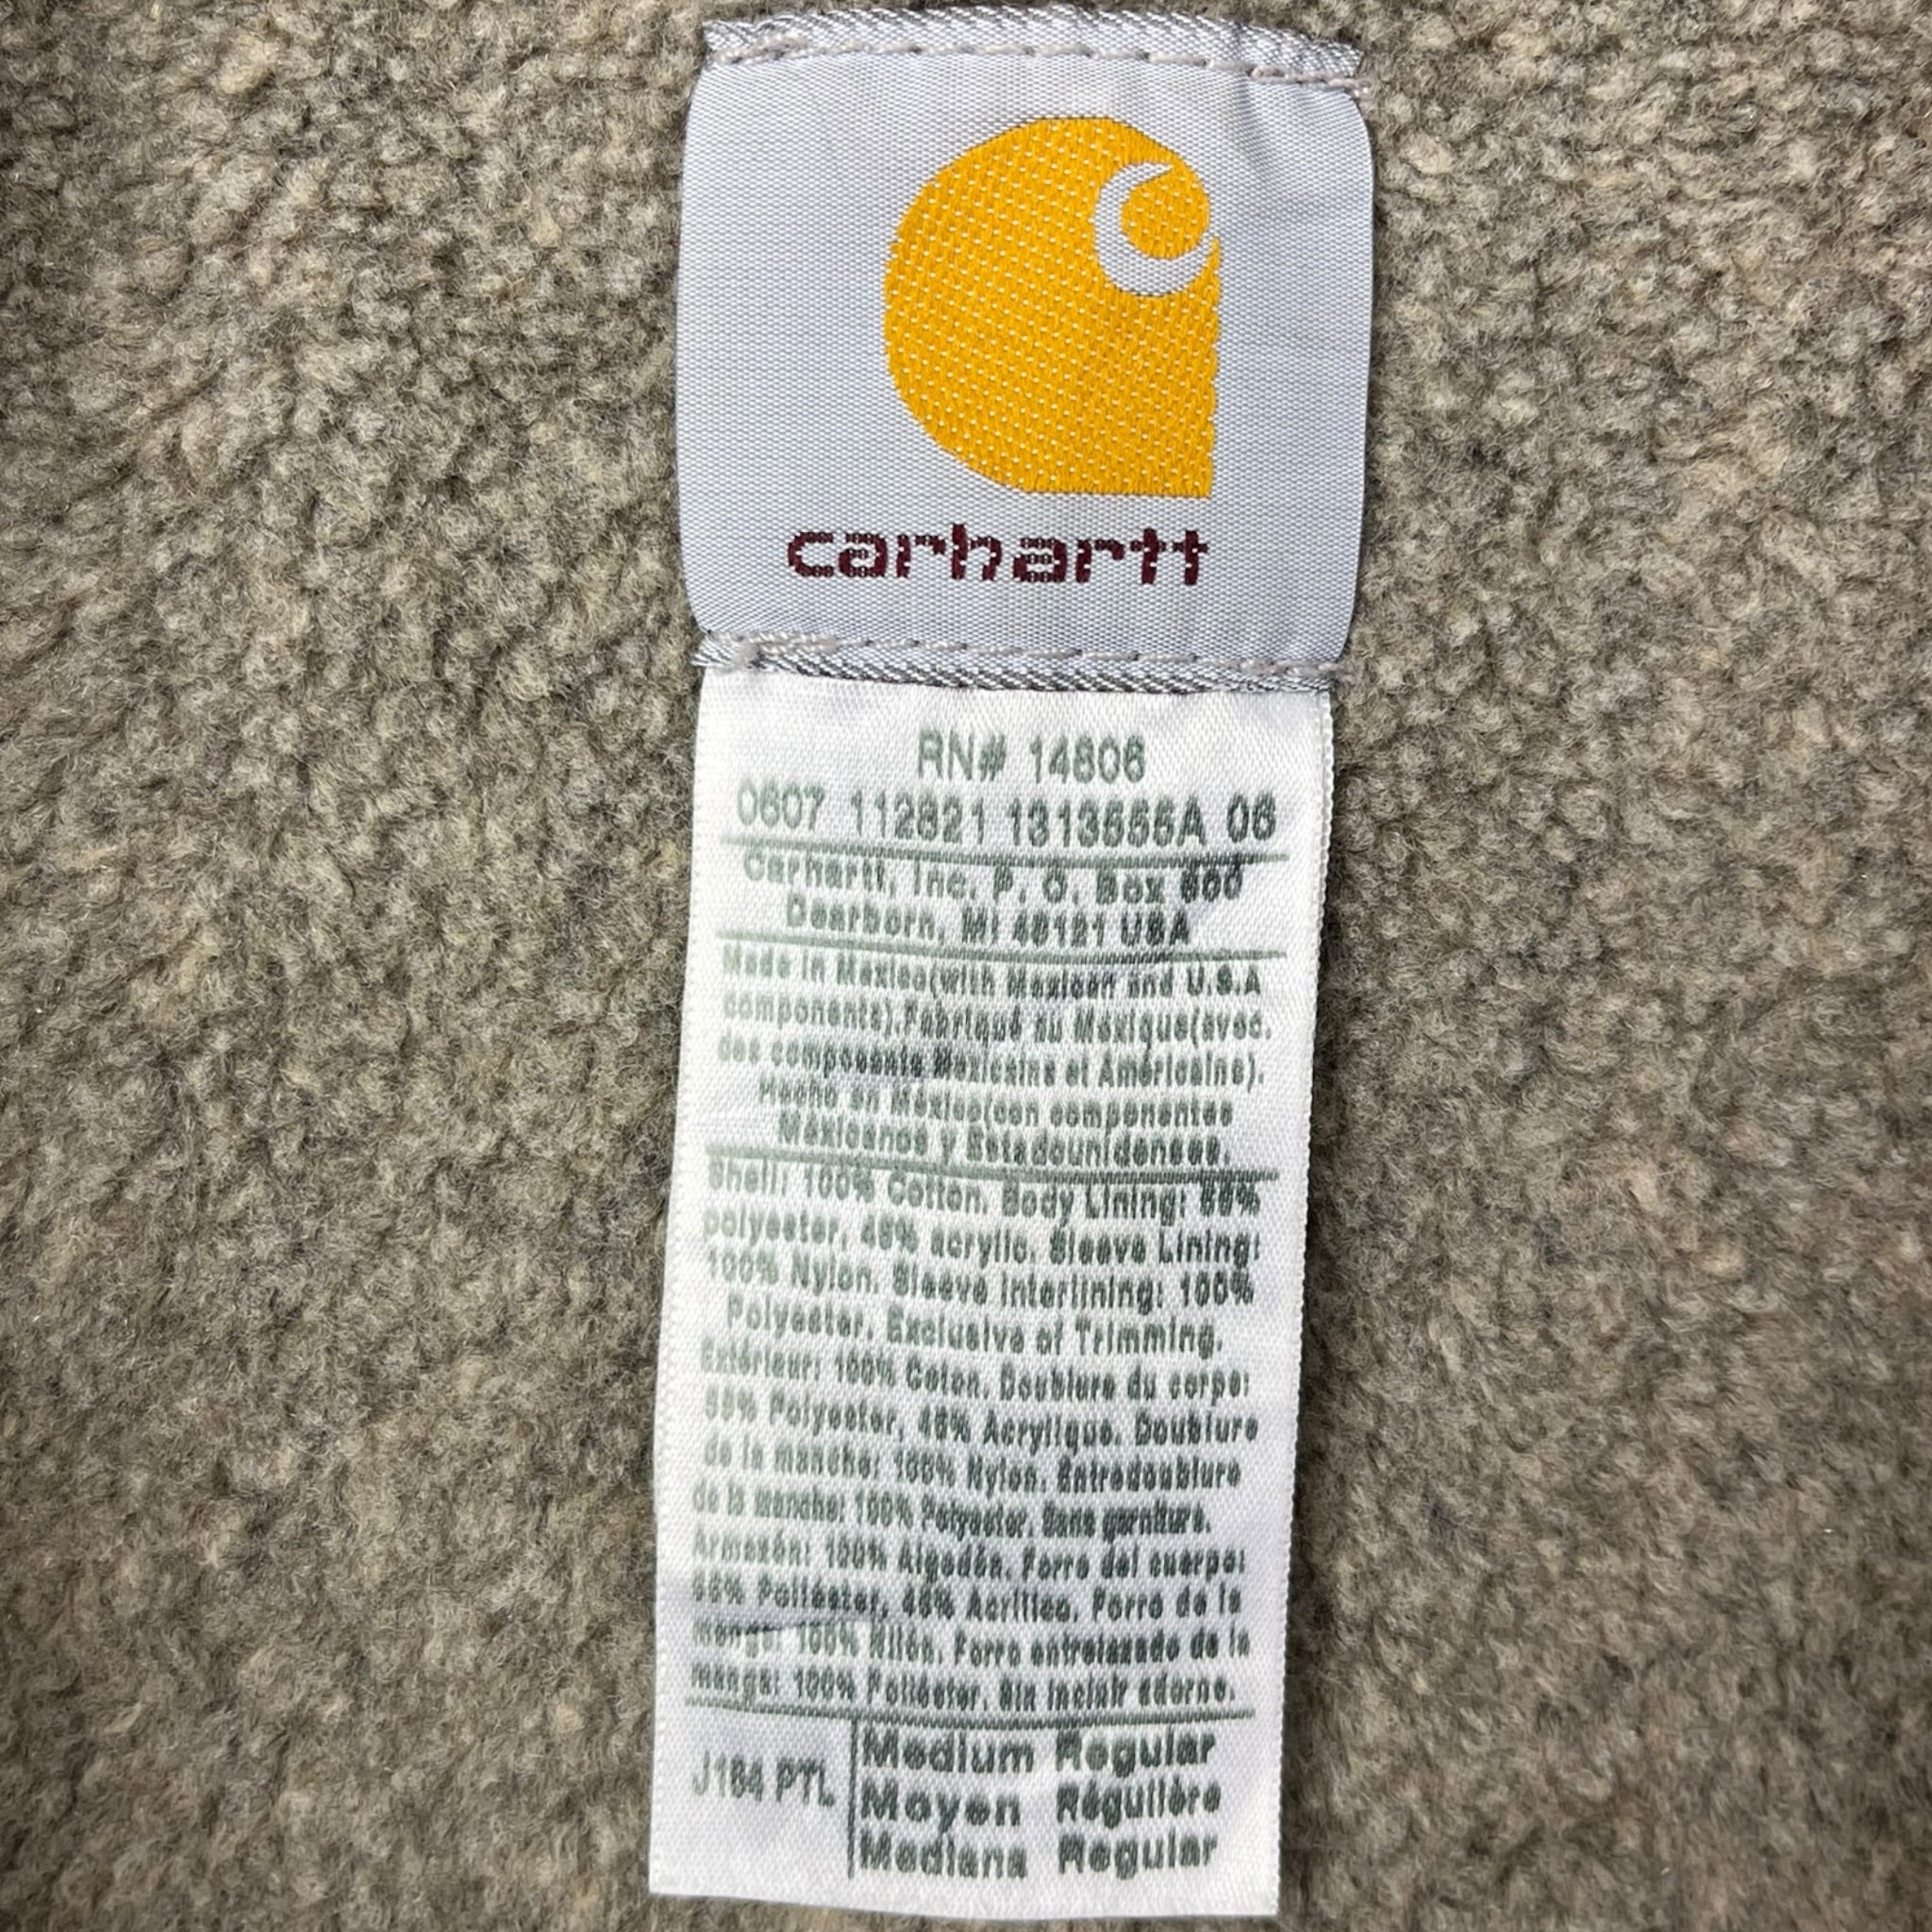 carhartt
RN# 14806
0607 112821 1313555A 06
Carhartt, Inc. P. O. Box 600
Dearborn, MI 48121 USA
Made in Mexico(with Mexican and U.S.A
components).Fabriqué au Mexique(avec.
des composants Mexicains et Américains).
Hecho en México(con componentes
Mexicanos y Estadounidenses.
Shell: 100% Cotton. Body Lining: 55%
polyester, 45% acrylic. Sleeve Lining:
100% Nylon. Sleeve Interlining: 100%
Polyester. Exclusive of Trimming.
Extérieur: 100% Coton. Doublure du corps:
55% Polyester, 45% Acrylique. Doublure
de la manche: 100% Nylon. Entredoublure
de la manche: 100% Polyester. Sans garniture.
Armazón: 100% Algodón. Forro del cuerpo:
55% Poliéster, 45% Acrílico. Forro de la
manga: 100% Nilón. Forro entrelazado de la
manga: 100% Poliéster. Sin incluir adorno.
J184 PTL
Medium Regular
Moyen Régulière
Mediana Regular